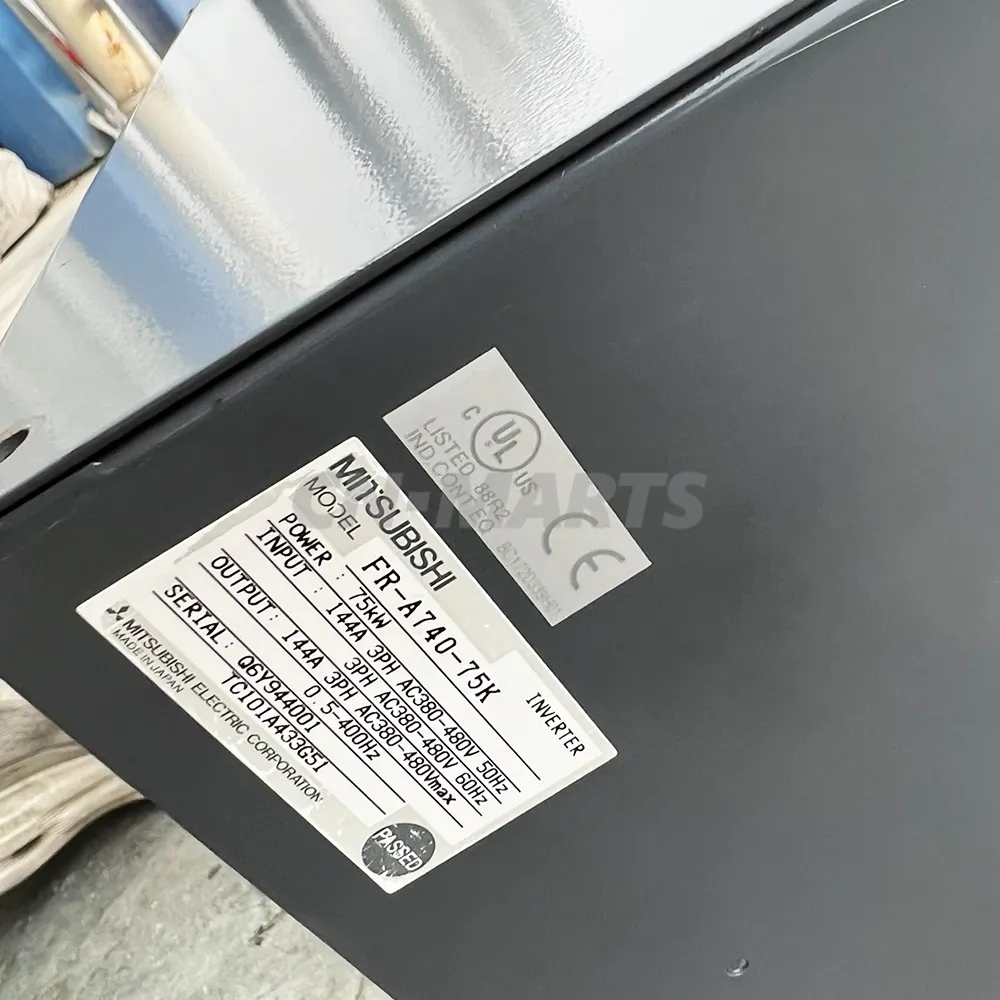 C UL US
LISTED 88R2
IND.CONT.EQ
CE
MITSUBISHI
MODEL FR-A740-75K INVERTER
POWER : 75kW
INPUT : 144A 3PH AC380-480V 50Hz
144A 3PH AC380-480V 60Hz
OUTPUT: 144A 3PH AC380-480Vmax
0.5-400Hz
SERIAL: Q6Y944001
TC101A433G51
MITSUBISHI ELECTRIC CORPORATION
MADE IN JAPAN
PASSED